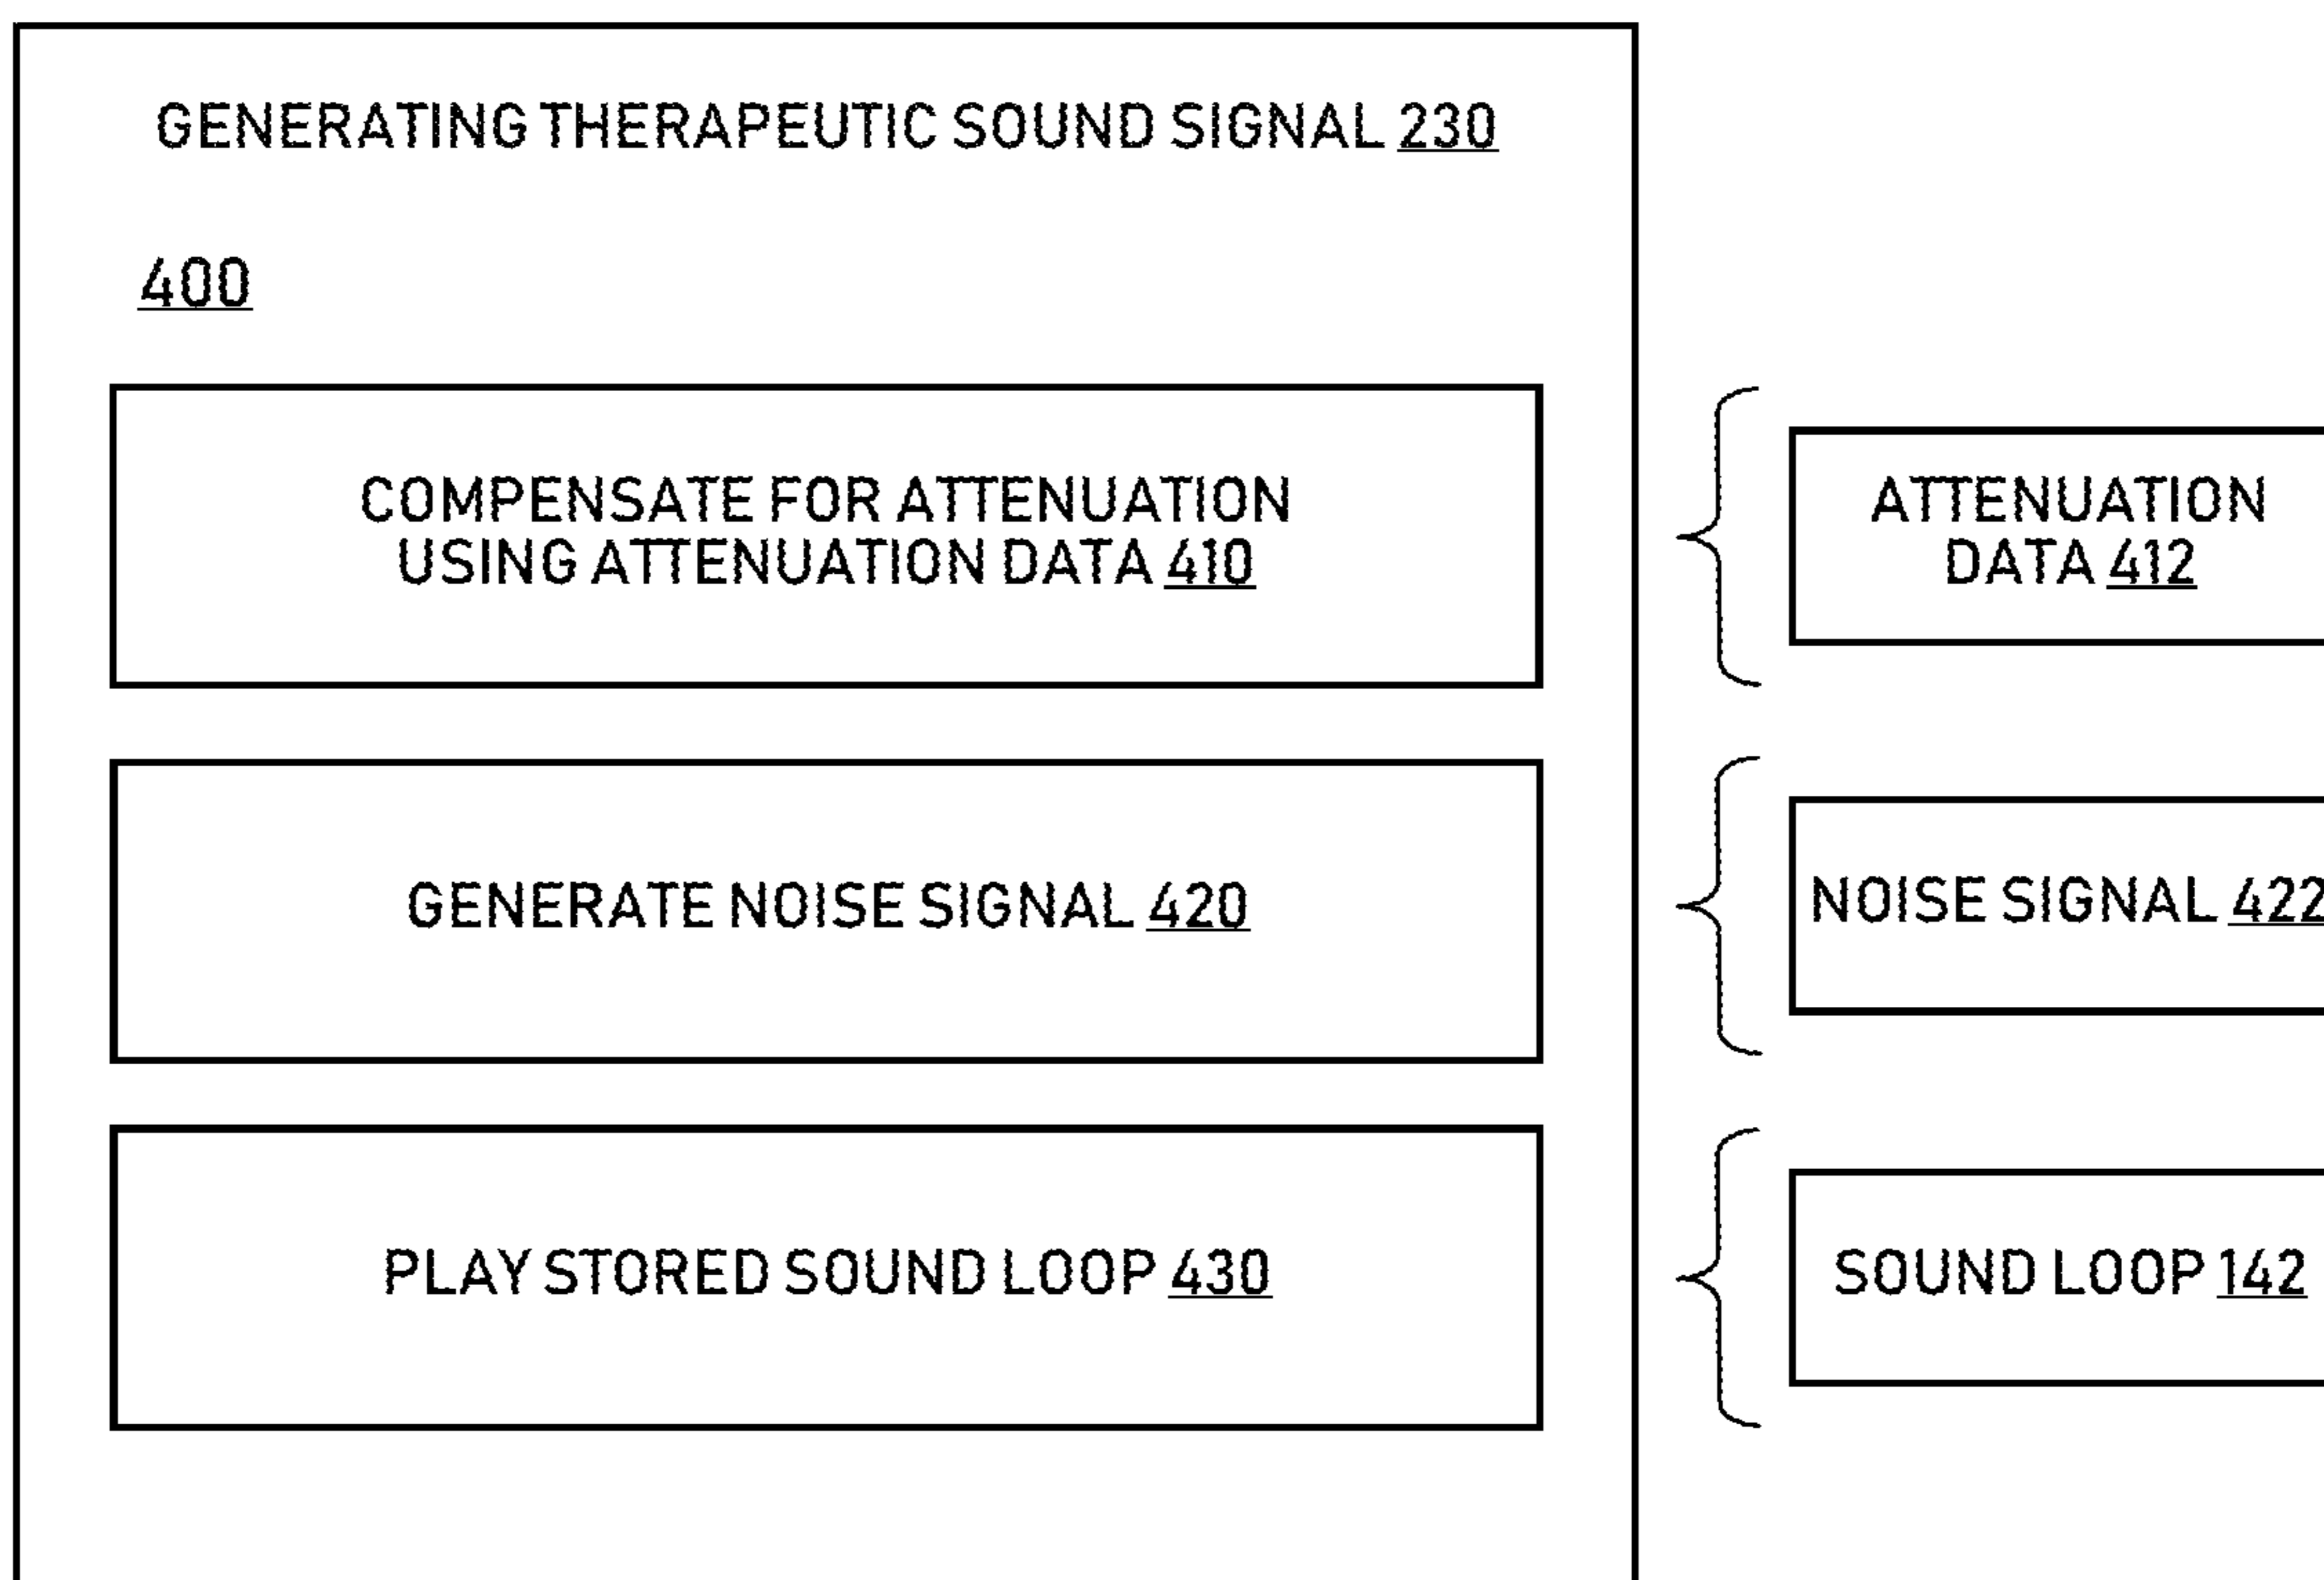 GENERATING THERAPEUTIC SOUND SIGNAL 230
400
COMPENSATE FOR ATTENUATION
USING ATTENUATION DATA 410
ATTENUATION
DATA 412
GENERATE NOISE SIGNAL 420
NOISE SIGNAL 422
PLAY STORED SOUND LOOP 430
SOUND LOOP 142